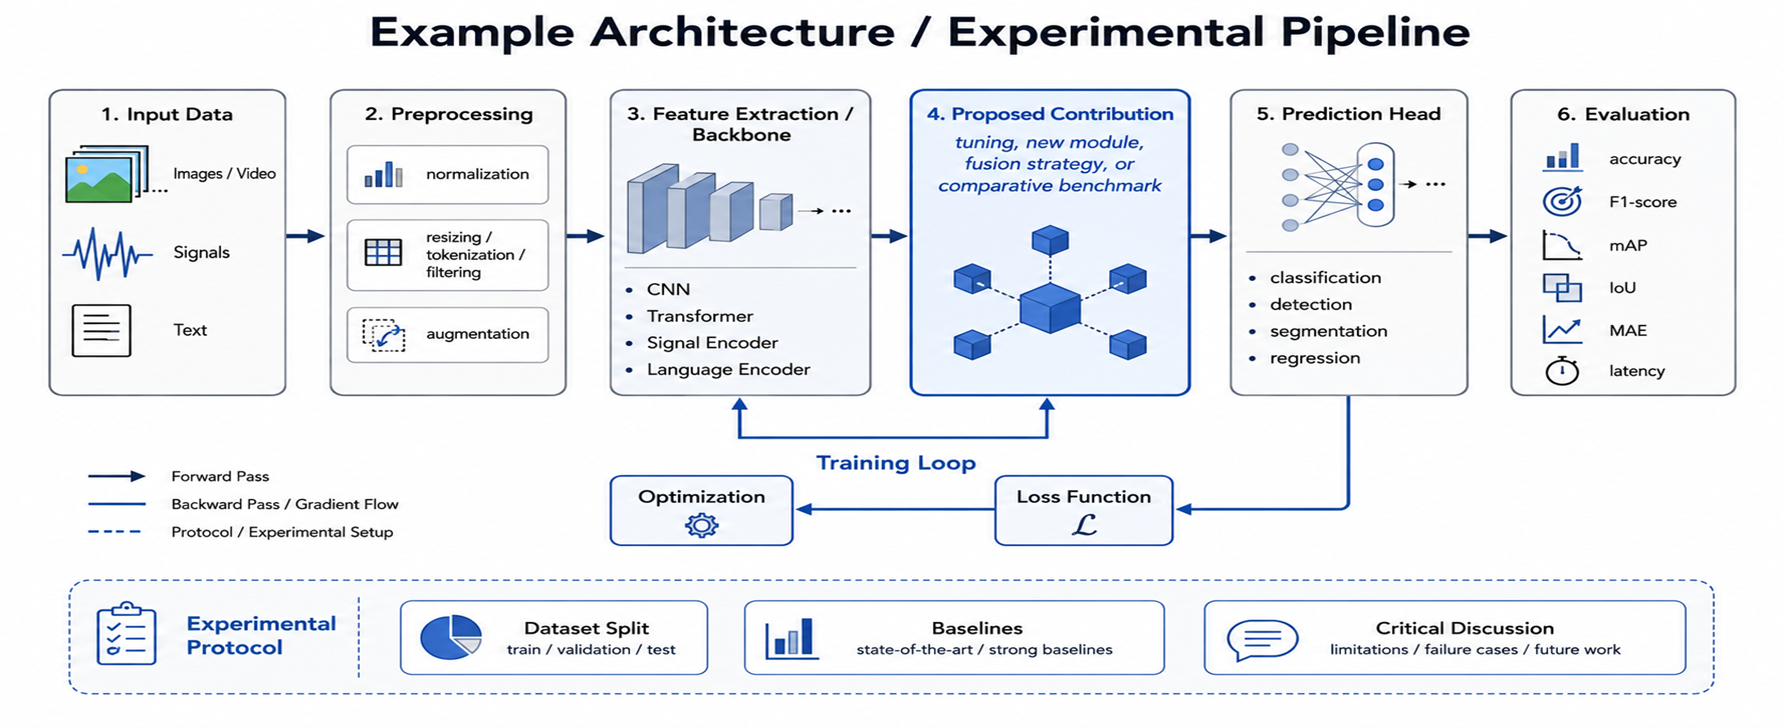 Example Architecture / Experimental Pipeline
1. Input Data
Images / Video
...
Signals
Text
2. Preprocessing
normalization
resizing /
tokenization /
filtering
augmentation
3. Feature Extraction /
Backbone
...
• CNN
• Transformer
• Signal Encoder
• Language Encoder
4. Proposed Contribution
tuning, new module,
fusion strategy, or
comparative benchmark
5. Prediction Head
...
• classification
• detection
• segmentation
• regression
6. Evaluation
accuracy
F1-score
mAP
IoU
MAE
latency
Training Loop
Optimization
Loss Function
ℒ
Forward Pass
Backward Pass / Gradient Flow
Protocol / Experimental Setup
Experimental
Protocol
Dataset Split
train / validation / test
Baselines
state-of-the-art / strong baselines
Critical Discussion
limitations / failure cases / future work